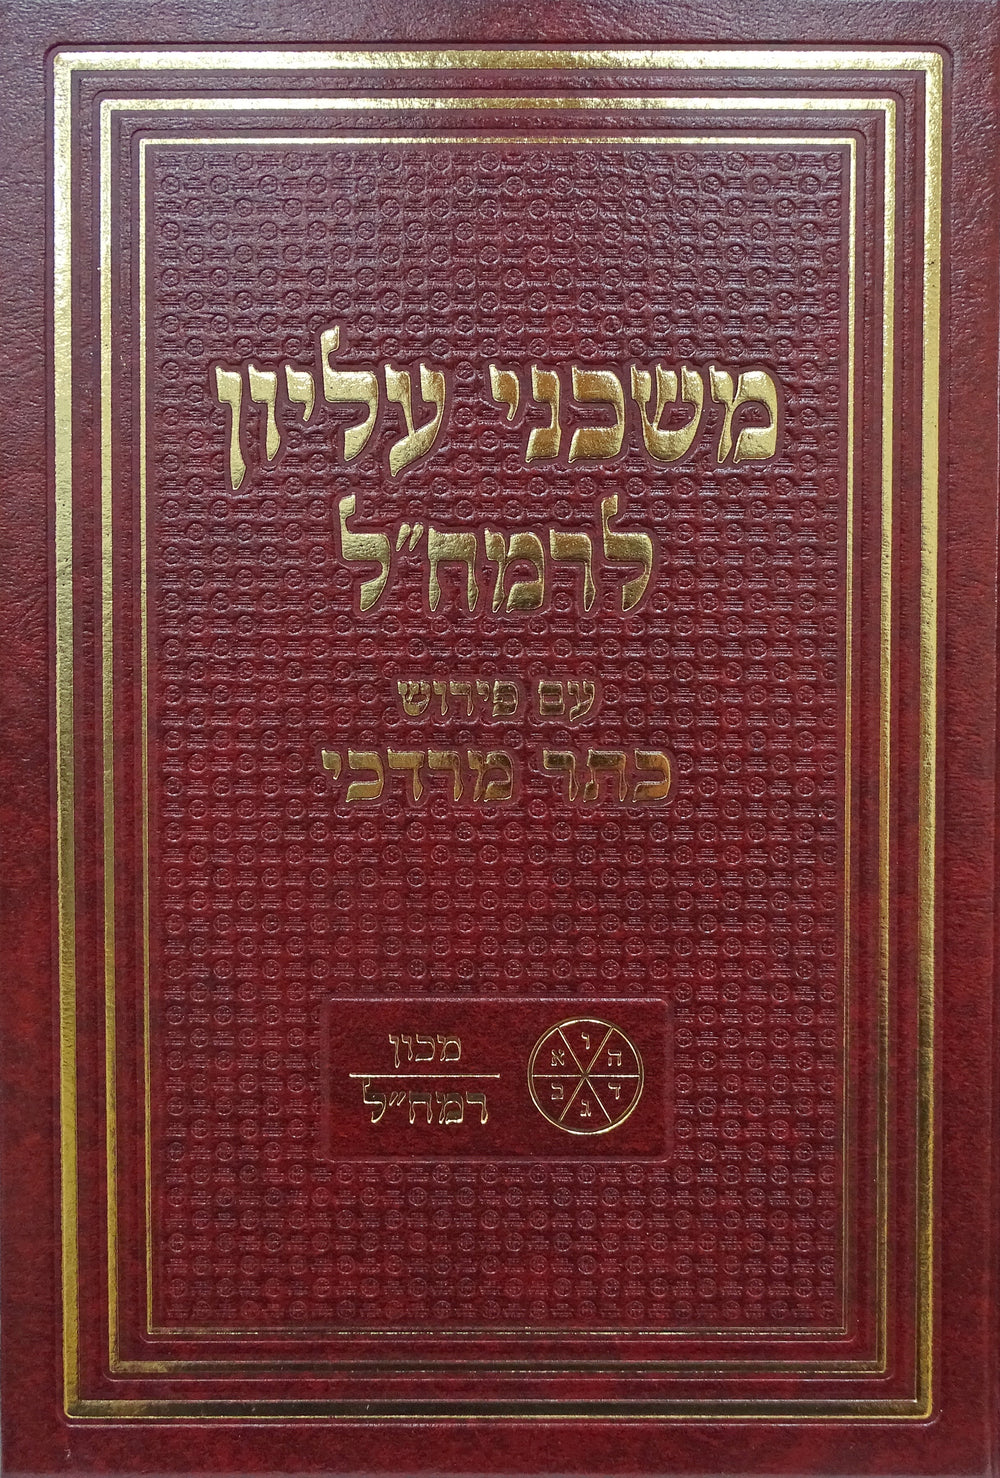 משכני עליון
לרמח"ל
עם פירוש
כתר מרדכי
מכון
רמח"ל
ו
ה
א
ד
ב
ג